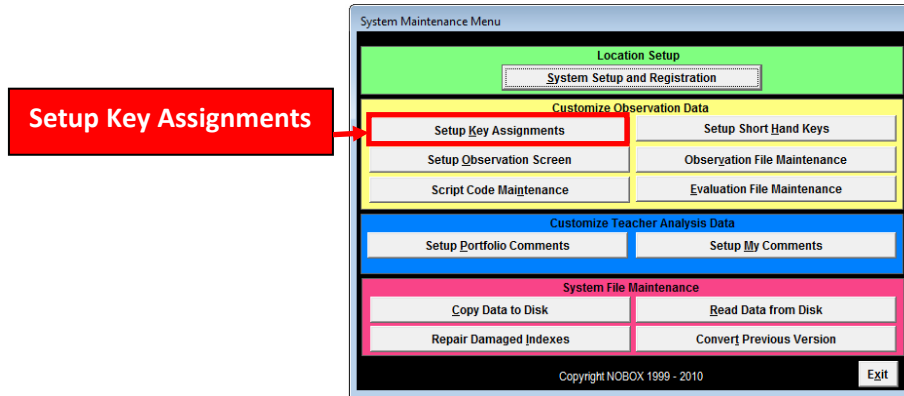 System Maintenance Menu
Location Setup
System Setup and Registration
Customize Observation Data
Setup Key Assignments
Setup Key Assignments
Setup Short Hand Keys
Setup Observation Screen
Observation File Maintenance
Script Code Maintenance
Evaluation File Maintenance
Customize Teacher Analysis Data
Setup Portfolio Comments
Setup My Comments
System File Maintenance
Copy Data to Disk
Read Data from Disk
Repair Damaged Indexes
Convert Previous Version
Copyright NOBOX 1999 - 2010
Exit